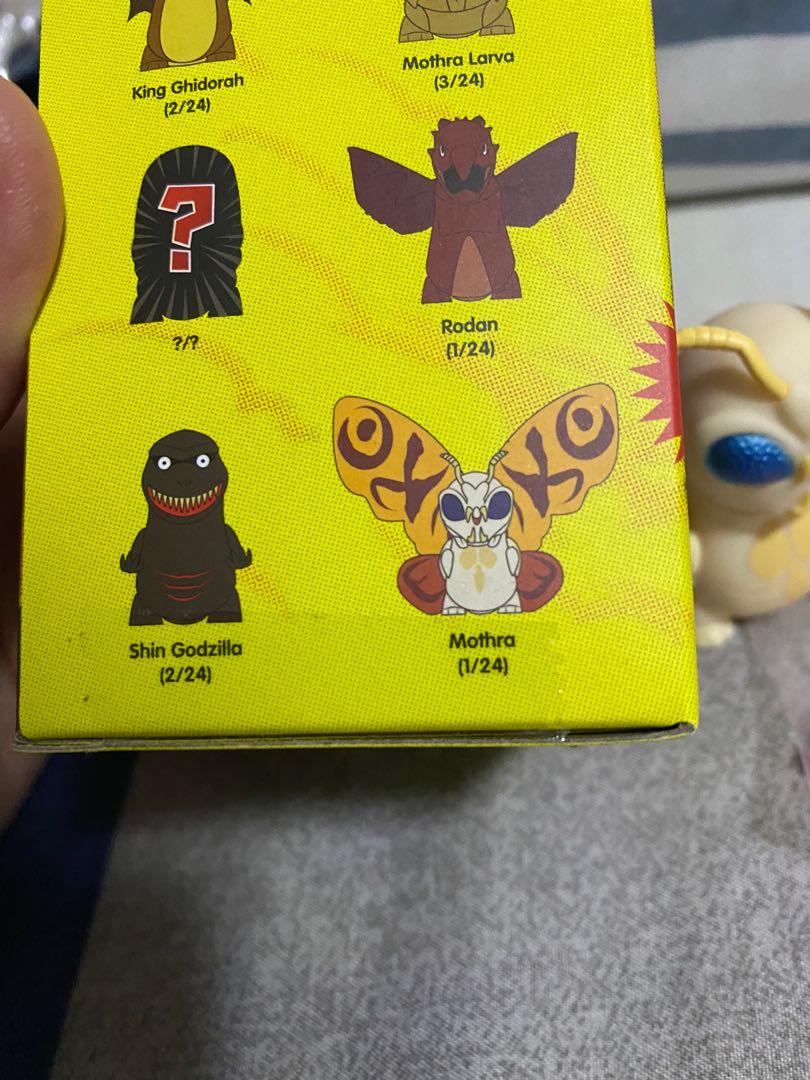 King Ghidorah
(2/24)
Mothra Larva
(3/24)
?
?/?
Rodan
(1/24)
Shin Godzilla
(2/24)
Mothra
(1/24)